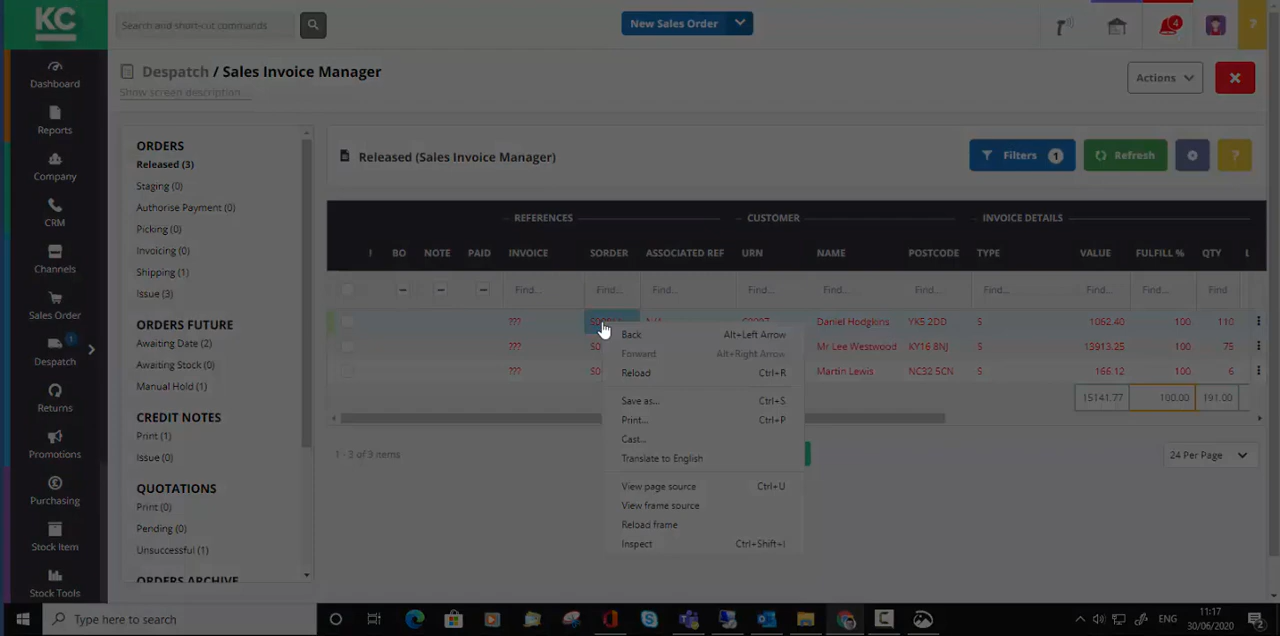 KC
Search and short-cut commands
New Sales Order
4
?
Despatch / Sales Invoice Manager
Show screen description...
Actions
Dashboard
Reports
Company
CRM
Channels
Sales Order
Despatch
1
Returns
Promotions
Purchasing
Stock Item
Stock Tools
ORDERS
Released (3)
Staging (0)
Authorise Payment (0)
Picking (0)
Invoicing (0)
Shipping (1)
Issue (3)
ORDERS FUTURE
Awaiting Date (2)
Awaiting Stock (0)
Manual Hold (1)
CREDIT NOTES
Print (1)
Issue (0)
QUOTATIONS
Print (0)
Pending (0)
Unsuccessful (1)
ORDERS ARCHIVE
Released (Sales Invoice Manager)
Filters 1
Refresh
?
REFERENCES CUSTOMER INVOICE DETAILS
! BO NOTE PAID INVOICE SORDER ASSOCIATED REF URN NAME POSTCODE TYPE VALUE FULFILL % QTY
Find... Find... Find... Find... Find... Find... Find... Find... Find... Find
??? N/A Daniel Hodgkins YK5 2DD S 1062.40 100 110
??? SO Mr Lee Westwood KY16 8NJ S 13913.25 100 75
??? SO Martin Lewis NC32 5CN S 166.12 100 6
15141.77 100.00 191.00
1 - 3 of 3 items
24 Per Page
Back Alt+Left Arrow
Forward Alt+Right Arrow
Reload Ctrl+R
Save as... Ctrl+S
Print... Ctrl+P
Cast...
Translate to English
View page source Ctrl+U
View frame source
Reload frame
Inspect Ctrl+Shift+I
Type here to search
ENG
11:17
30/06/2020
2